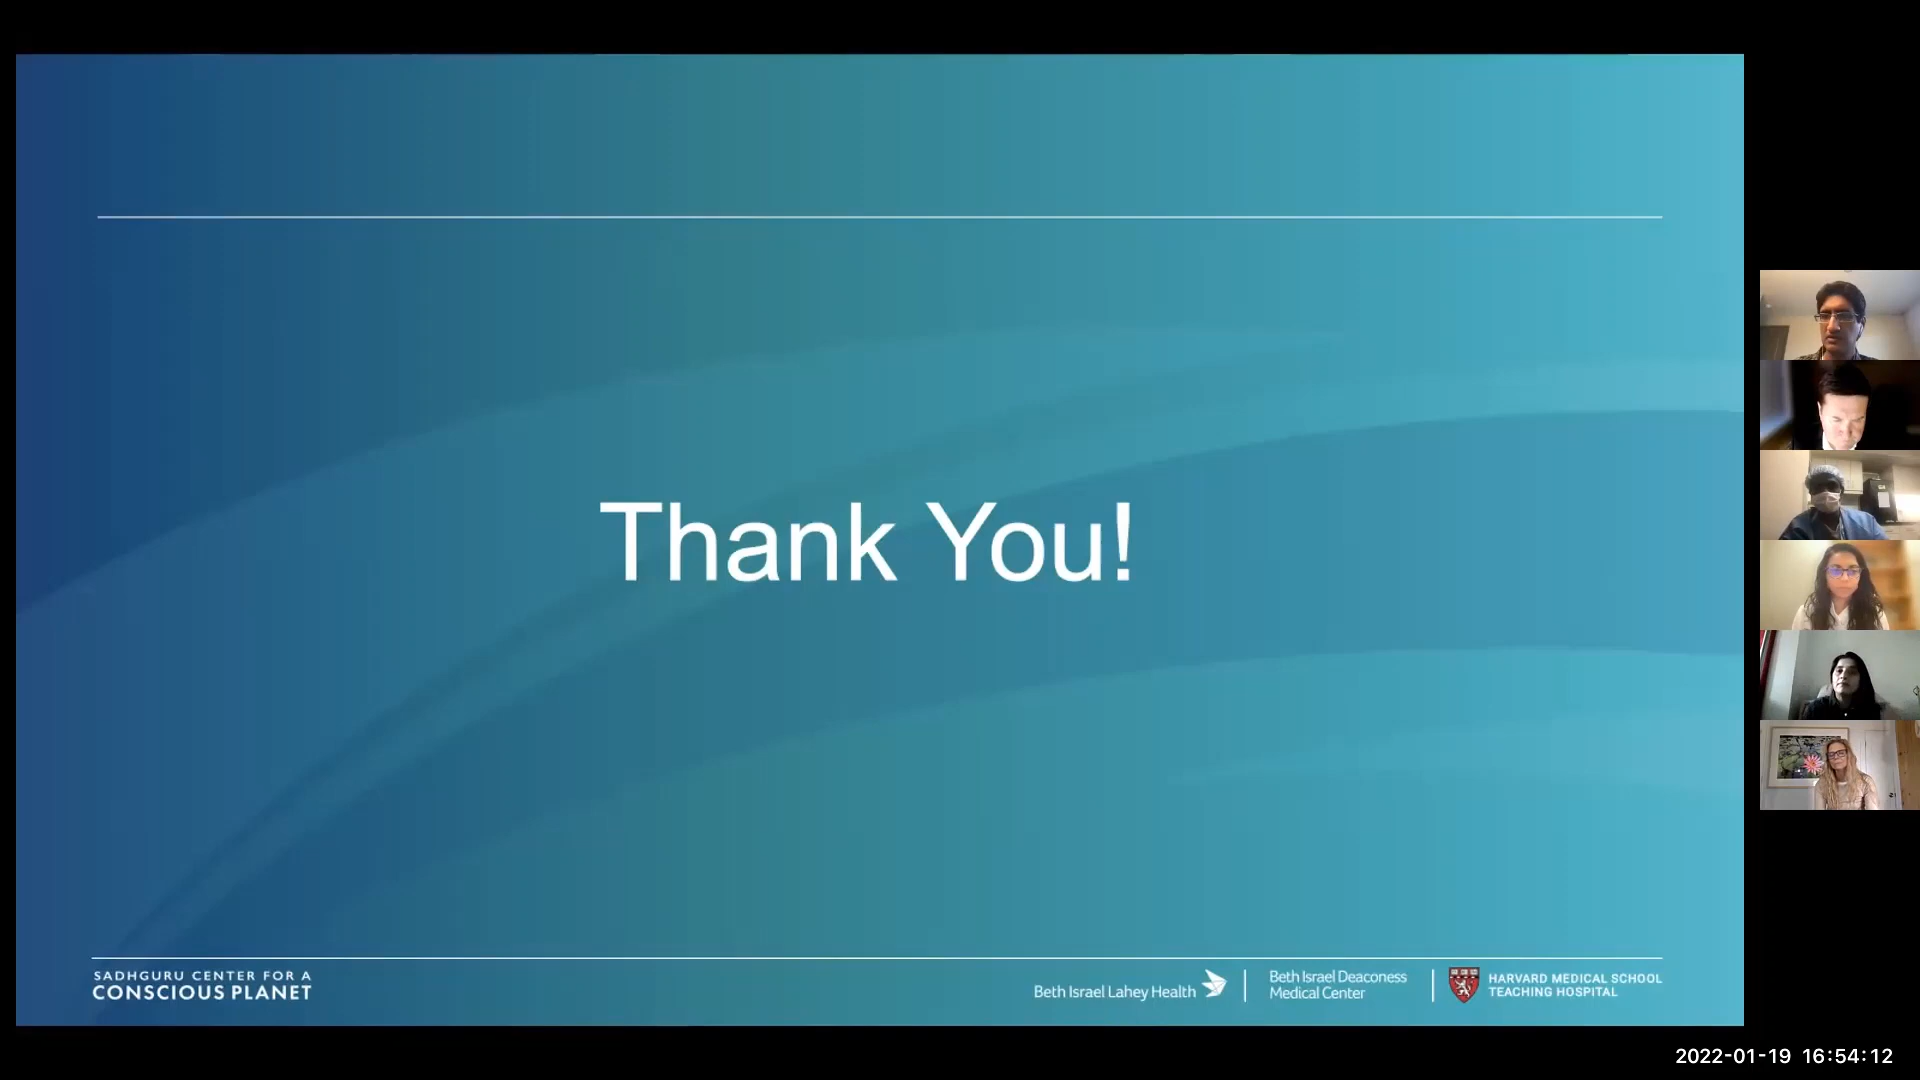 Thank You!
SADHGURU CENTER FOR A
CONSCIOUS PLANET
Beth Israel Lahey Health
Beth Israel Deaconess
Medical Center
HARVARD MEDICAL SCHOOL
TEACHING HOSPITAL
2022-01-19 16:54:12